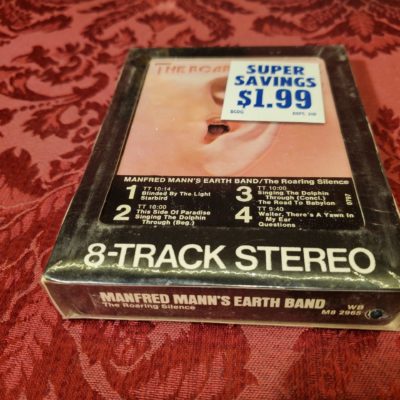 THE ROAR
SUPER
SAVINGS
$1.99
MANFRED MANN'S EARTH BAND/The Roaring Silence
1 TT 10:14
Blinded By The Light
Starbird
2 TT 10:00
This Side Of Paradise
Singing The Dolphin
Through (Beg.)
3 TT 10:00
Singing The Dolphin
Through (Concl.)
The Road To Babylon
4 TT 9:40
Waiter, There's A Yawn In
My Ear
Questions
8-TRACK STEREO
MANFRED MANN'S EARTH BAND
The Roaring Silence
WB
M8 2965